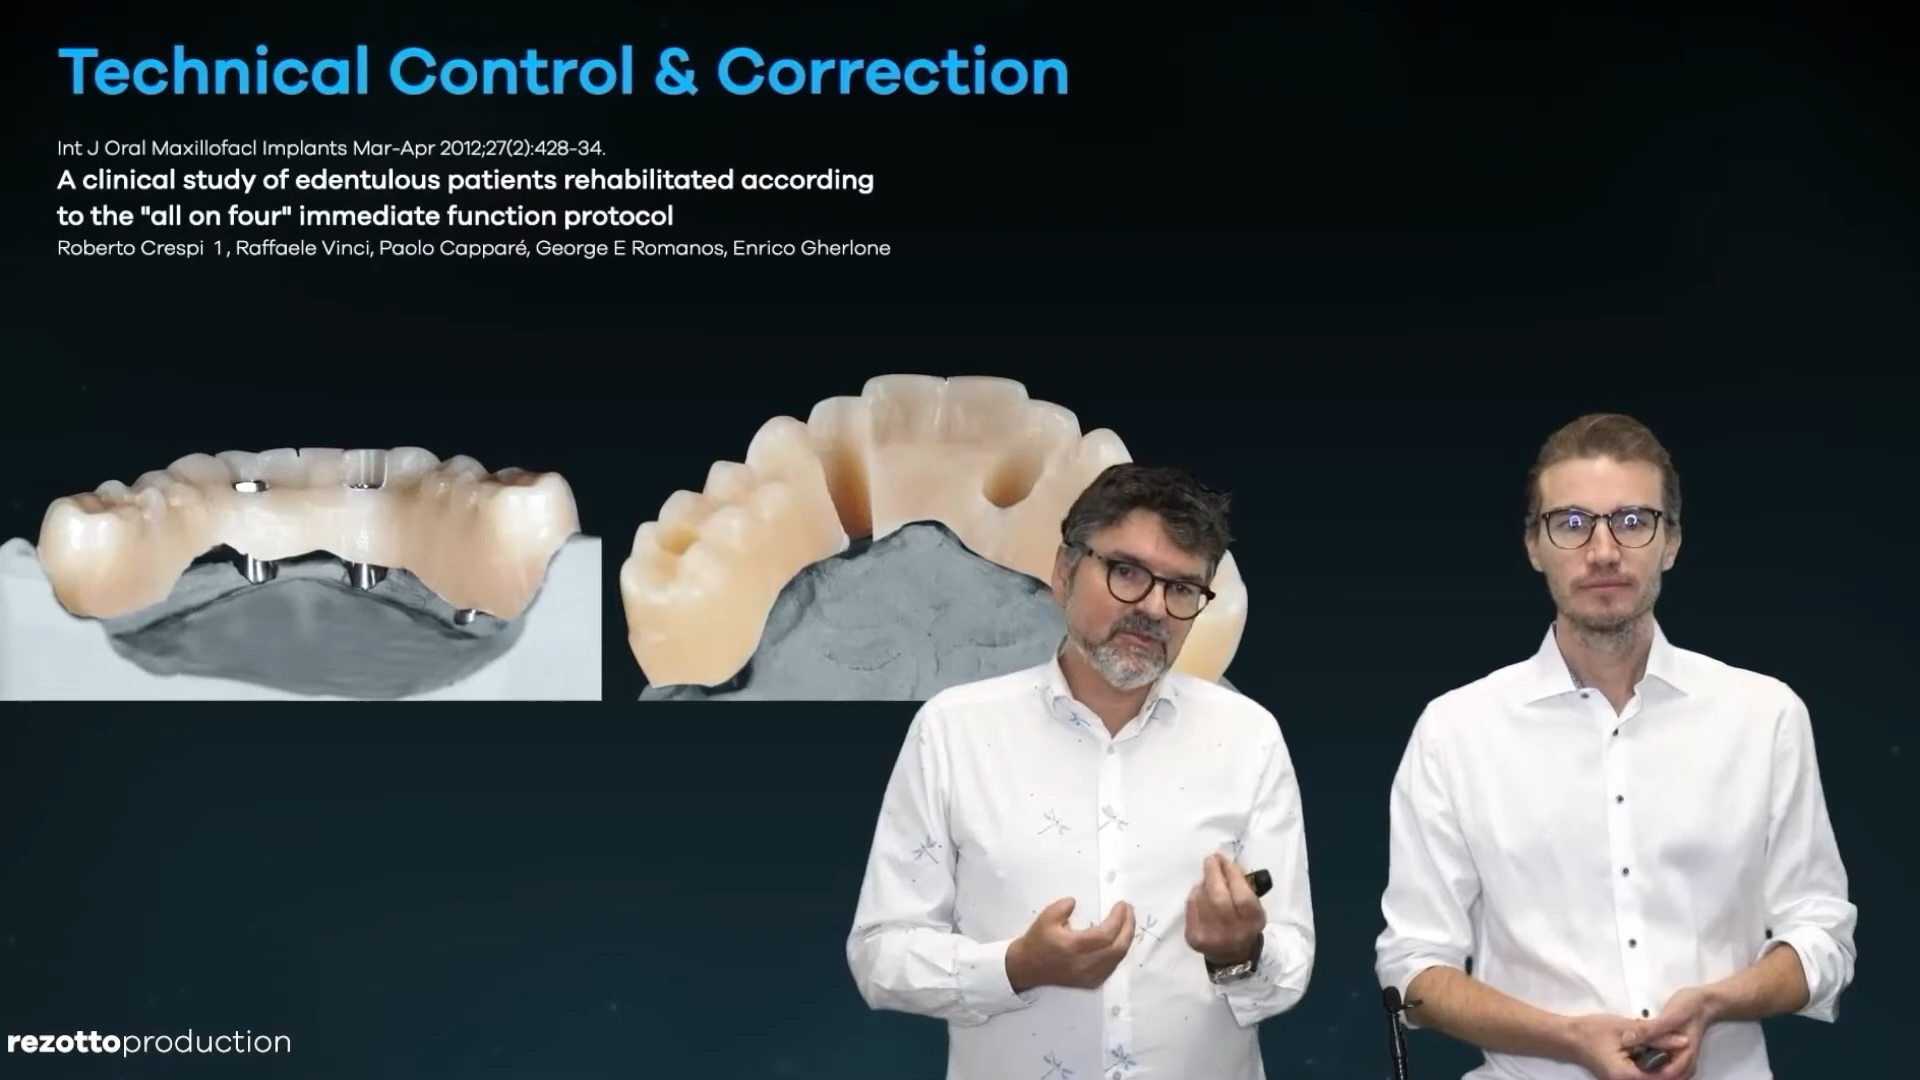 Technical Control & Correction
Int J Oral Maxillofacl Implants Mar-Apr 2012;27(2):428-34.
A clinical study of edentulous patients rehabilitated according
to the "all on four" immediate function protocol
Roberto Crespi 1, Raffaele Vinci, Paolo Capparé, George E Romanos, Enrico Gherlone
rezottoproduction